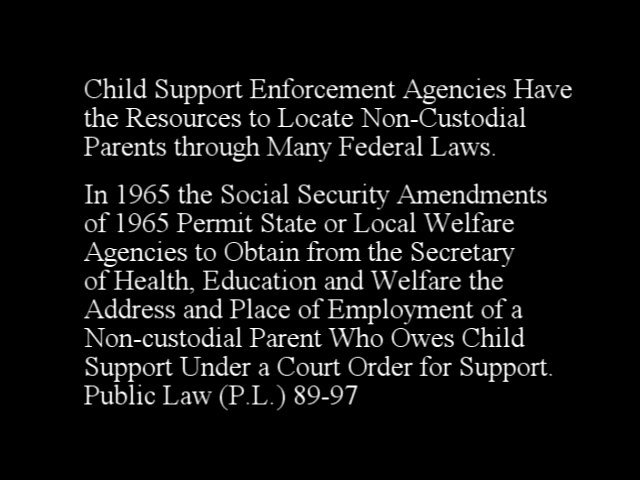 Child Support Enforcement Agencies Have
the Resources to Locate Non-Custodial
Parents through Many Federal Laws.
In 1965 the Social Security Amendments
of 1965 Permit State or Local Welfare
Agencies to Obtain from the Secretary
of Health, Education and Welfare the
Address and Place of Employment of a
Non-custodial Parent Who Owes Child
Support Under a Court Order for Support.
Public Law (P.L.) 89-97